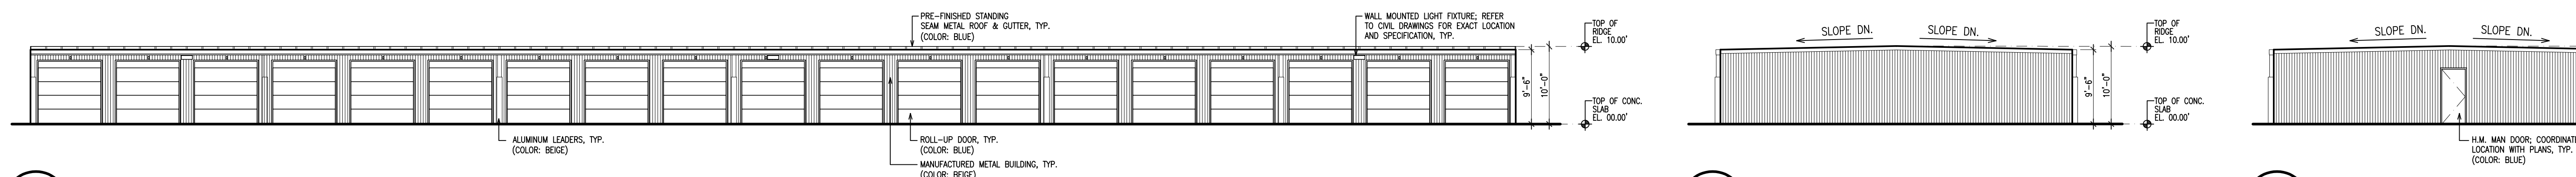 PRE-FINISHED STANDING
SEAM METAL ROOF & GUTTER, TYP.
(COLOR: BLUE)
WALL MOUNTED LIGHT FIXTURE; REFER
TO CIVIL DRAWINGS FOR EXACT LOCATION
AND SPECIFICATION, TYP.
TOP OF
RIDGE
EL. 10.00'
9'-6"
10'-0"
TOP OF CONC.
SLAB
EL. 00.00'
ALUMINUM LEADERS, TYP.
(COLOR: BEIGE)
ROLL-UP DOOR, TYP.
(COLOR: BLUE)
MANUFACTURED METAL BUILDING, TYP.
(COLOR: BEIGE)
SLOPE DN.
SLOPE DN.
TOP OF
RIDGE
EL. 10.00'
9'-6"
10'-0"
TOP OF CONC.
SLAB
EL. 00.00'
SLOPE DN.
SLOPE DN.
H.M. MAN DOOR; COORDINAT
LOCATION WITH PLANS, TYP.
(COLOR: BLUE)